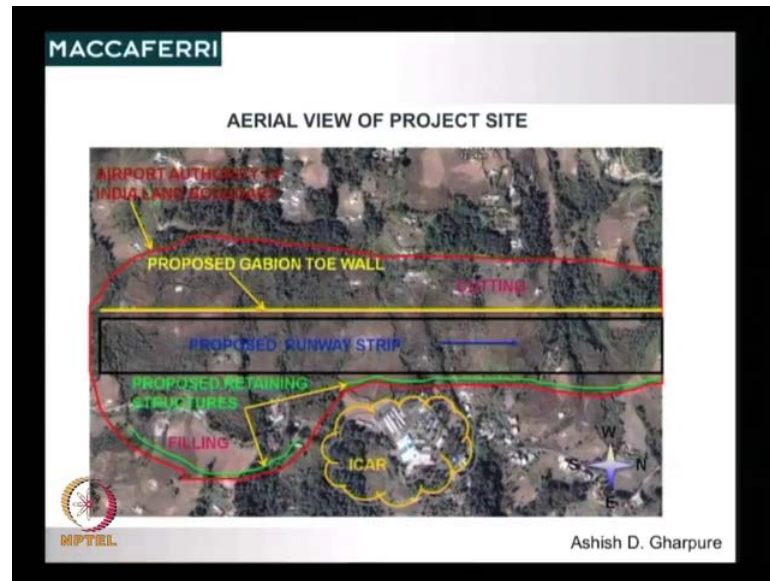 MACCAFERRI
AERIAL VIEW OF PROJECT SITE
AIRPORT AUTHORITY OF
INDIA LAND BOUNDARY
PROPOSED GABION TOE WALL
CUTTING
PROPOSED RUNWAY STRIP
PROPOSED RETAINING
STRUCTURES
FILLING
ICAR
W
S
N
E
NPTEL
Ashish D. Gharpure